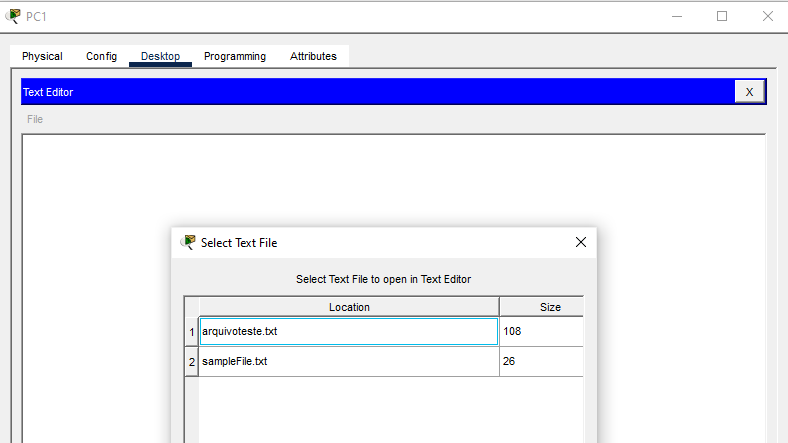 PC1
Physical Config Desktop Programming Attributes
Text Editor X
File
Select Text File
Select Text File to open in Text Editor
Location Size
1 arquivoteste.txt 108
2 sampleFile.txt 26